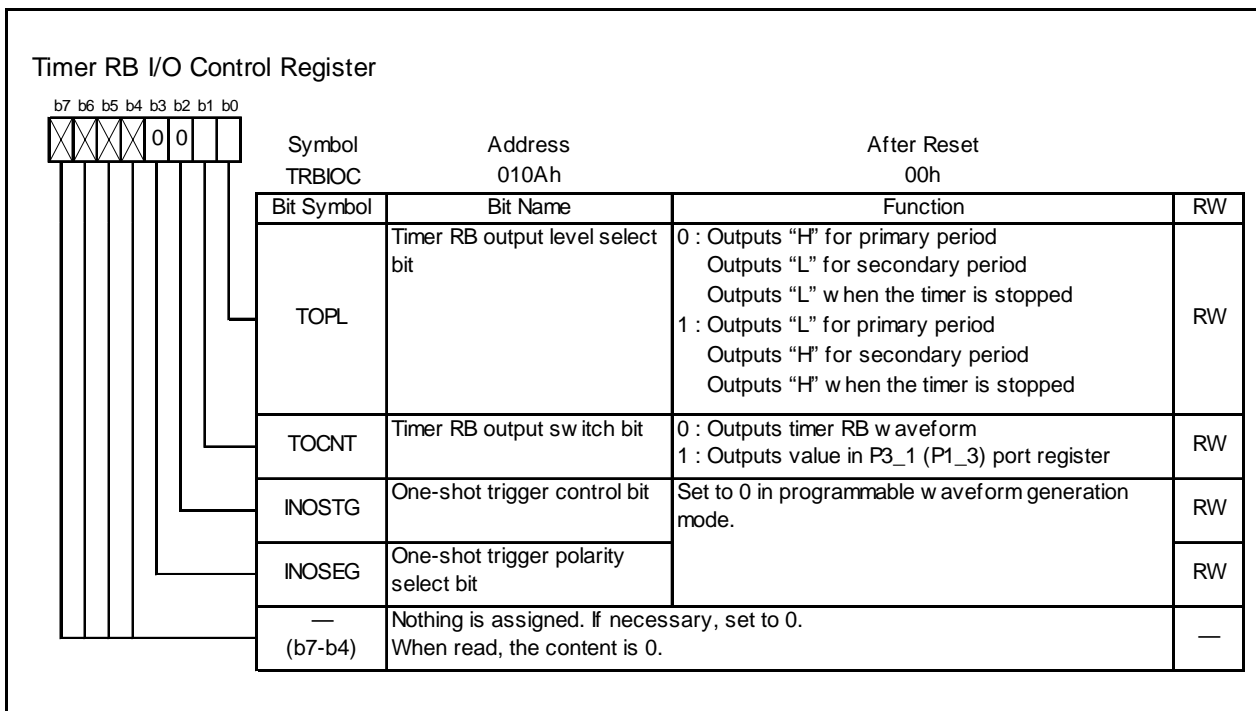 Timer RB I/O Control Register
b7 b6 b5 b4 b3 b2 b1 b0
0 0
Symbol Address After Reset
TRBIOC 010Ah 00h
Bit Symbol Bit Name Function RW
TOPL
Timer RB output level select
bit
0 : Outputs “H” for primary period
Outputs “L” for secondary period
Outputs “L” when the timer is stopped
1 : Outputs “L” for primary period
Outputs “H” for secondary period
Outputs “H” when the timer is stopped
RW
TOCNT
Timer RB output switch bit
0 : Outputs timer RB waveform
1 : Outputs value in P3_1 (P1_3) port register
RW
INOSTG
One-shot trigger control bit
Set to 0 in programmable waveform generation
mode.
RW
INOSEG
One-shot trigger polarity
select bit
RW
—
(b7-b4)
Nothing is assigned. If necessary, set to 0.
When read, the content is 0.
—